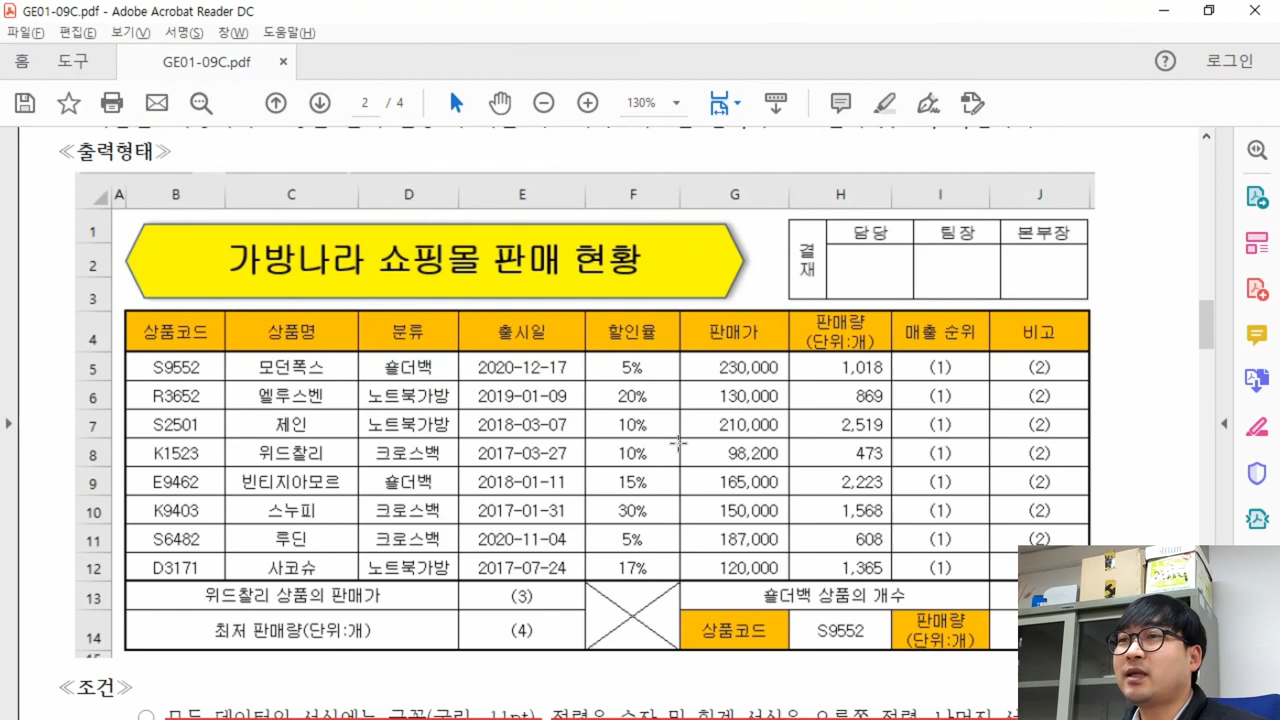 GE01-09C.pdf - Adobe Acrobat Reader DC
파일(F) 편집(E) 보기(V) 서명(S) 창(W) 도움말(H)
홈 도구 GE01-09C.pdf × ? 로그인
2 / 4 130%
≪출력형태≫
A B C D E F G H I J
1 담당 팀장 본부장
2 가방나라 쇼핑몰 판매 현황 결재
3
4 상품코드 상품명 분류 출시일 할인율 판매가 판매량 (단위:개) 매출 순위 비고
5 S9552 모던폭스 숄더백 2020-12-17 5% 230,000 1,018 (1) (2)
6 R3652 엘루스벤 노트북가방 2019-01-09 20% 130,000 869 (1) (2)
7 S2501 제인 노트북가방 2018-03-07 10% 210,000 2,519 (1) (2)
8 K1523 위드찰리 크로스백 2017-03-27 10% 98,200 473 (1) (2)
9 E9462 빈티지아모르 숄더백 2018-01-11 15% 165,000 2,223 (1) (2)
10 K9403 스누피 크로스백 2017-01-31 30% 150,000 1,568 (1) (2)
11 S6482 루딘 크로스백 2020-11-04 5% 187,000 608 (1) (2)
12 D3171 사코슈 노트북가방 2017-07-24 17% 120,000 1,365 (1)
13 위드찰리 상품의 판매가 (3) 숄더백 상품의 개수
14 최저 판매량(단위:개) (4) 상품코드 S9552 판매량 (단위:개)
≪조건≫